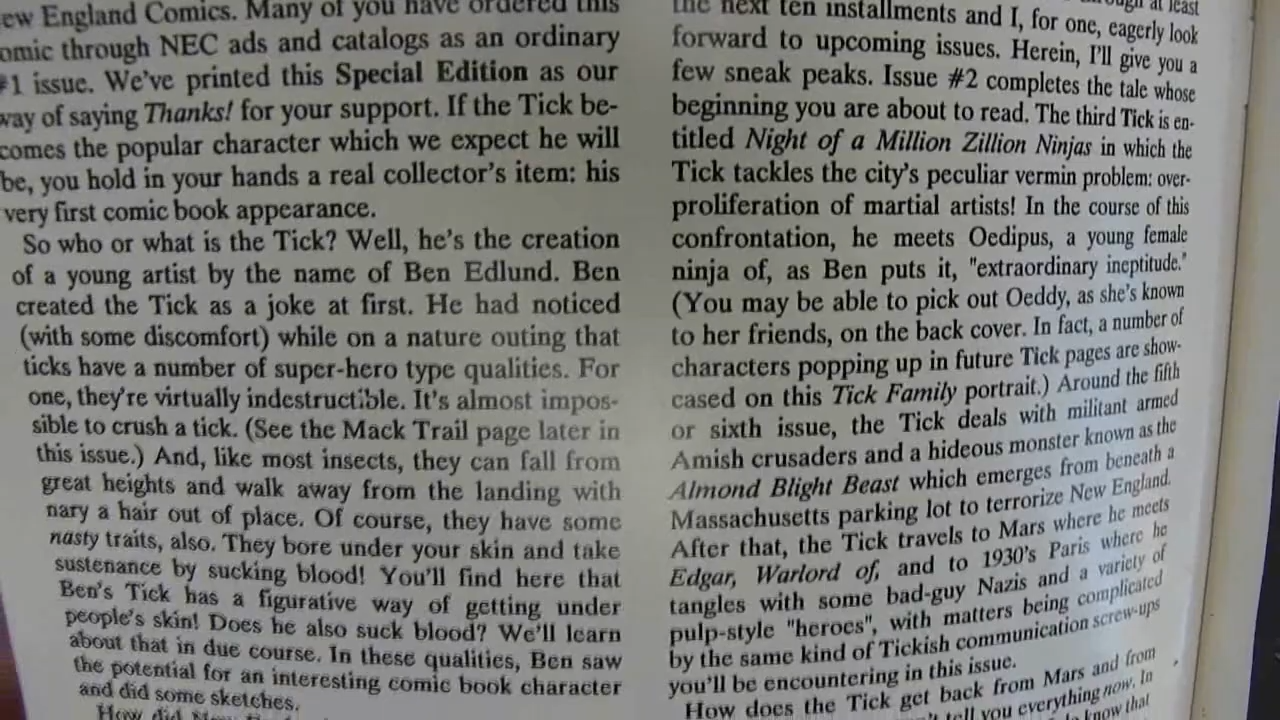 ew England Comics. Many of you have ordered this
omic through NEC ads and catalogs as an ordinary
#1 issue. We've printed this Special Edition as our
way of saying Thanks! for your support. If the Tick be-
comes the popular character which we expect he will
be, you hold in your hands a real collector's item: his
very first comic book appearance.
So who or what is the Tick? Well, he's the creation
of a young artist by the name of Ben Edlund. Ben
created the Tick as a joke at first. He had noticed
(with some discomfort) while on a nature outing that
ticks have a number of super-hero type qualities. For
one, they're virtually indestructible. It's almost impos-
sible to crush a tick. (See the Mack Trail page later in
this issue.) And, like most insects, they can fall from
great heights and walk away from the landing with
nary a hair out of place. Of course, they have some
nasty traits, also. They bore under your skin and take
sustenance by sucking blood! You'll find here that
Ben's Tick has a figurative way of getting under
people's skin! Does he also suck blood? We'll learn
about that in due course. In these qualities, Ben saw
the potential for an interesting comic book character
and did some sketches.
How did
at least
the next ten installments and I, for one, eagerly look
forward to upcoming issues. Herein, I'll give you a
few sneak peaks. Issue #2 completes the tale whose
beginning you are about to read. The third Tick is en-
titled Night of a Million Zillion Ninjas in which the
Tick tackles the city's peculiar vermin problem: over-
proliferation of martial artists! In the course of this
confrontation, he meets Oedipus, a young female
ninja of, as Ben puts it, "extraordinary ineptitude."
(You may be able to pick out Oeddy, as she's known
to her friends, on the back cover. In fact, a number of
characters popping up in future Tick pages are show-
cased on this Tick Family portrait.) Around the fifth
or sixth issue, the Tick deals with militant armed
Amish crusaders and a hideous monster known as the
Almond Blight Beast which emerges from beneath a
Massachusetts parking lot to terrorize New England.
After that, the Tick travels to Mars where he meets
Edgar, Warlord of, and to 1930's Paris where he
tangles with some bad-guy Nazis and a variety of
pulp-style "heroes", with matters being complicated
by the same kind of Tickish communication screw-ups
you'll be encountering in this issue.
How does the Tick get back from Mars and from
tell you everything now. In
know that